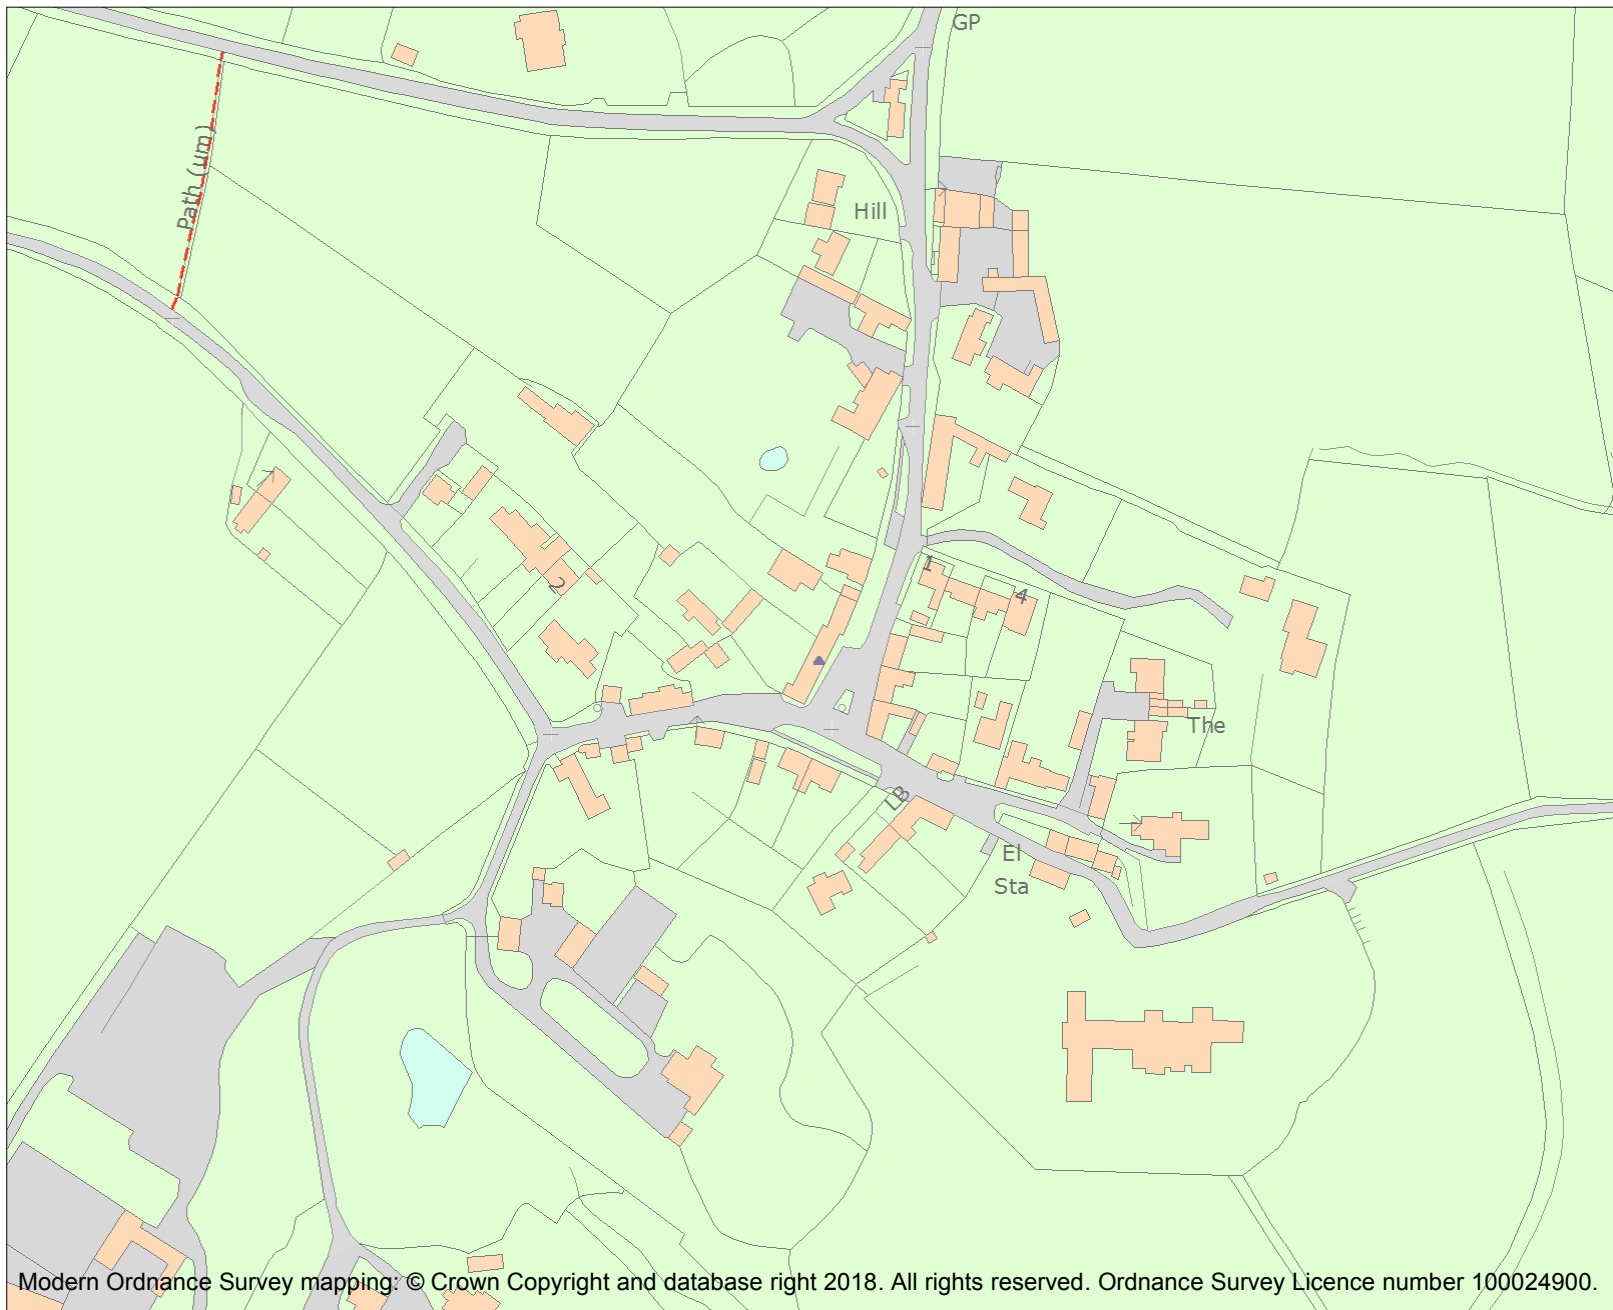 GP
Path (um)
Hill
2
1
4
The
LB
El
Sta
Modern Ordnance Survey mapping: © Crown Copyright and database right 2018. All rights reserved. Ordnance Survey Licence number 100024900.